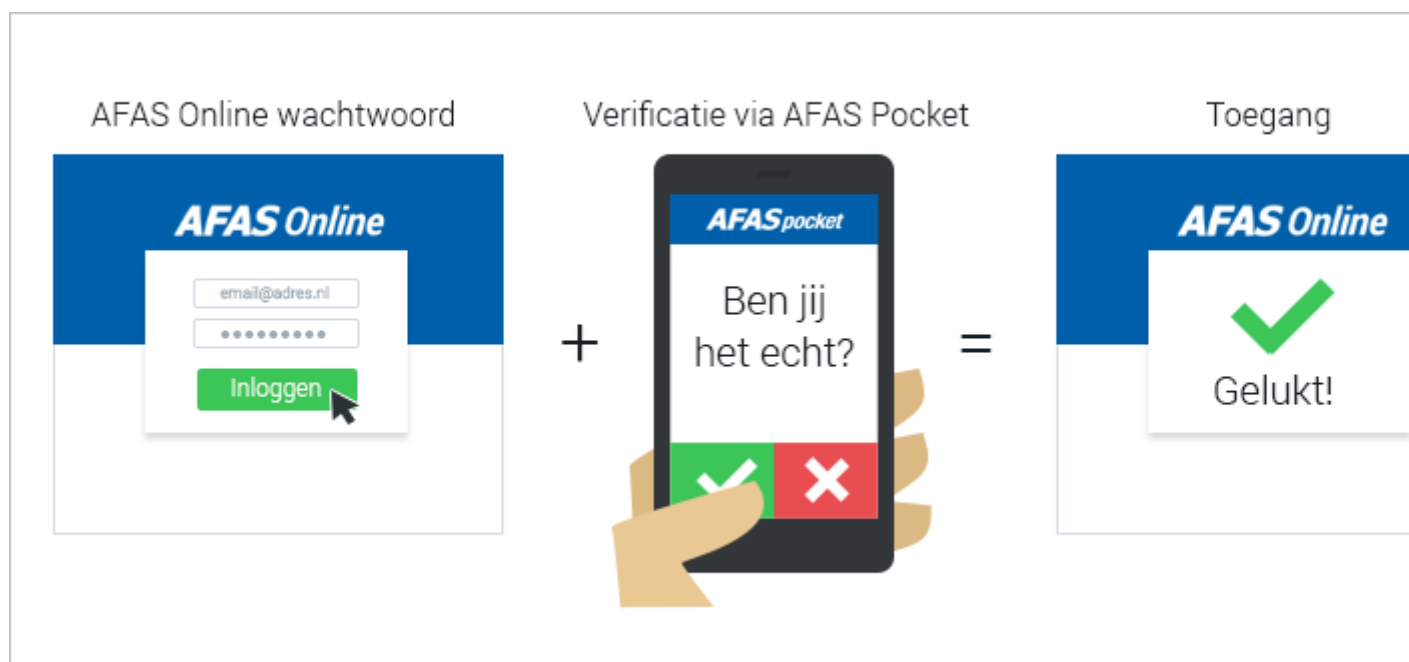 AFAS Online wachtwoord
Verificatie via AFAS Pocket
Toegang
AFAS Online
email@adres.nl
Inloggen
+
AFAS pocket
Ben jij
het echt?
=
AFAS Online
Gelukt!